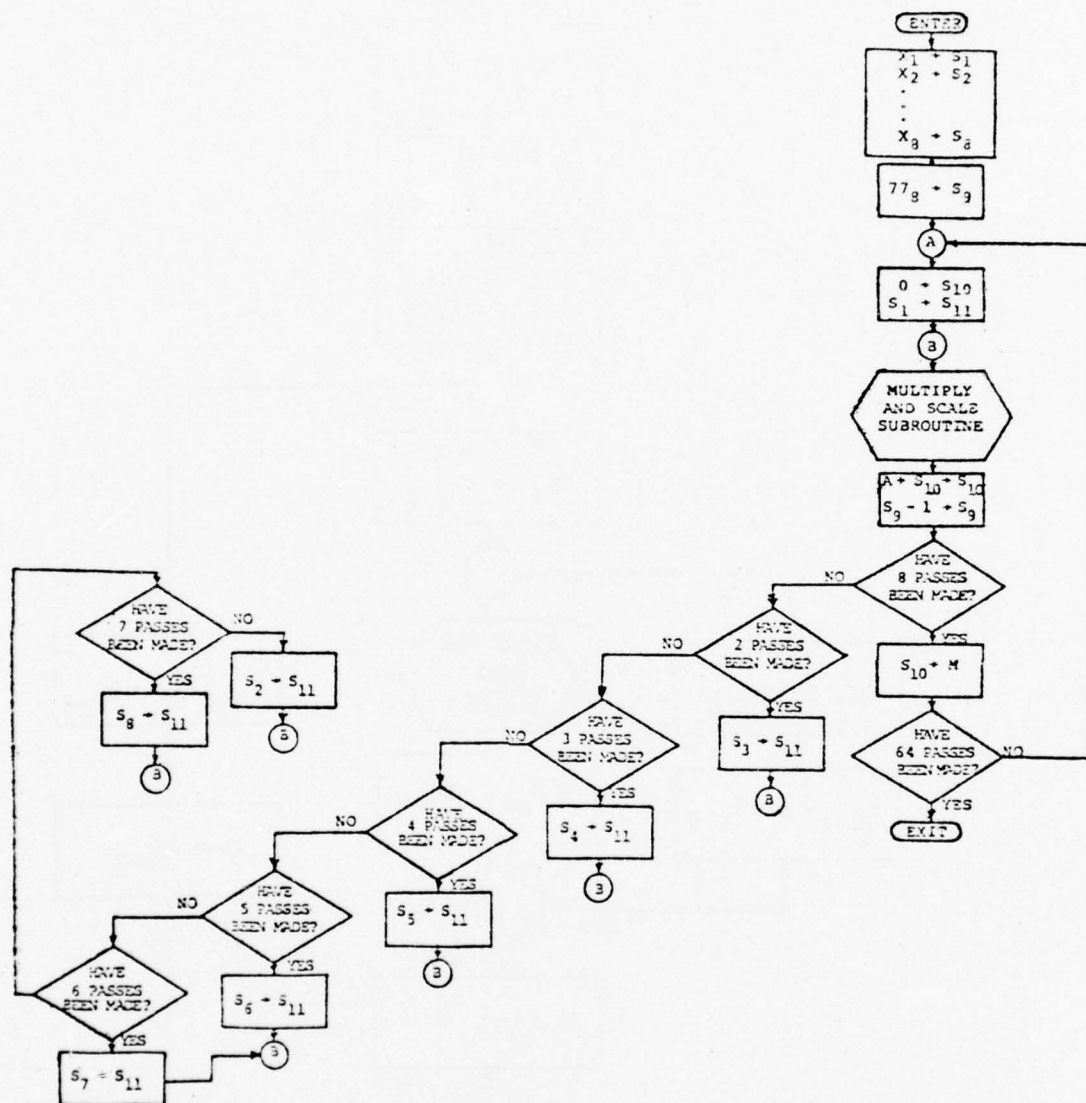 ENTER
X1 → S1
X2 → S2
.
.
.
X8 → S8
778 → S9
A
0 → S10
S1 → S11
B
MULTIPLY
AND SCALE
SUBROUTINE
A + S10 → S10
S9 - 1 → S9
HAVE
8 PASSES
BEEN MADE?
NO
YES
S10 → M
HAVE
64 PASSES
BEEN MADE?
NO
YES
EXIT
HAVE
2 PASSES
BEEN MADE?
NO
YES
S3 → S11
B
HAVE
3 PASSES
BEEN MADE?
NO
YES
S4 → S11
B
HAVE
4 PASSES
BEEN MADE?
NO
YES
S5 → S11
B
HAVE
5 PASSES
BEEN MADE?
NO
YES
S6 → S11
B
HAVE
6 PASSES
BEEN MADE?
YES
S7 → S11
HAVE
7 PASSES
BEEN MADE?
NO
YES
S2 → S11
B
S8 → S11
B